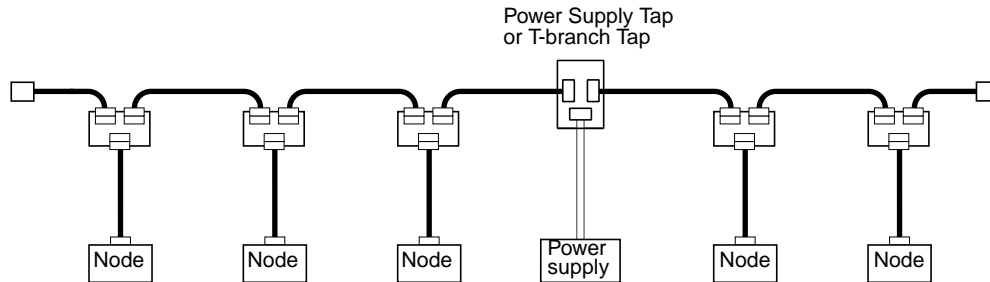 Power Supply Tap
or T-branch Tap
Node
Node
Node
Power
supply
Node
Node